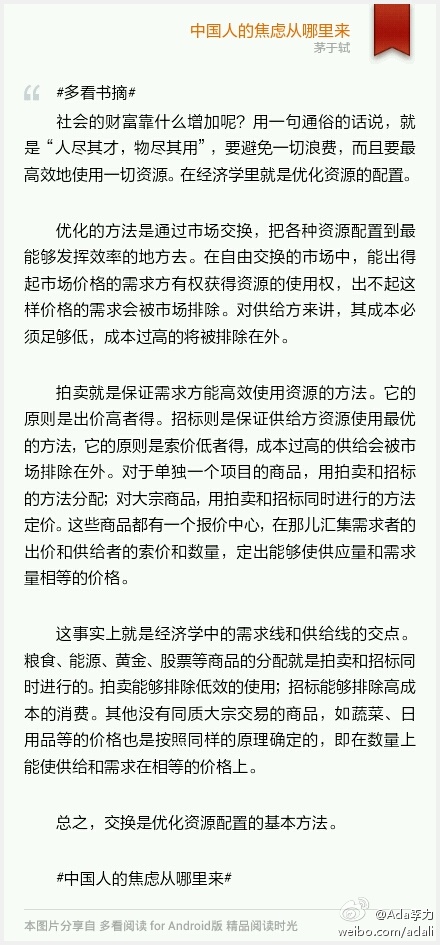 中国人的焦虑从哪里来
茅于轼
#多看书摘#
社会的财富靠什么增加呢？用一句通俗的话说，就
是“人尽其才，物尽其用”，要避免一切浪费，而且要最
高效地使用一切资源。在经济学里就是优化资源的配置。
优化的方法是通过市场交换，把各种资源配置到最
能够发挥效率的地方去。在自由交换的市场中，能出得
起市场价格的需求方有权获得资源的使用权，出不起这
样价格的需求会被市场排除。对供给方来讲，其成本必
须足够低，成本过高的将被排除在外。
拍卖就是保证需求方能高效使用资源的方法。它的
原则是出价高者得。招标则是保证供给方资源使用最优
的方法，它的原则是索价低者得，成本过高的供给会被市
场排除在外。对于单独一个项目的商品，用拍卖和招标
的方法分配；对大宗商品，用拍卖和招标同时进行的方法
定价。这些商品都有一个报价中心，在那儿汇集需求者的
出价和供给者的索价和数量，定出能够使供应量和需求
量相等的价格。
这事实上就是经济学中的需求线和供给线的交点。
粮食、能源、黄金、股票等商品的分配就是拍卖和招标同
时进行的。拍卖能够排除低效的使用；招标能够排除高成
本的消费。其他没有同质大宗交易的商品，如蔬菜、日
用品等的价格也是按照同样的原理确定的，即在数量上
能使供给和需求在相等的价格上。
总之，交换是优化资源配置的基本方法。
#中国人的焦虑从哪里来#
本图片分享自 多看阅读 for Android版 精品阅读时光
@Ada李力
weibo.com/adali